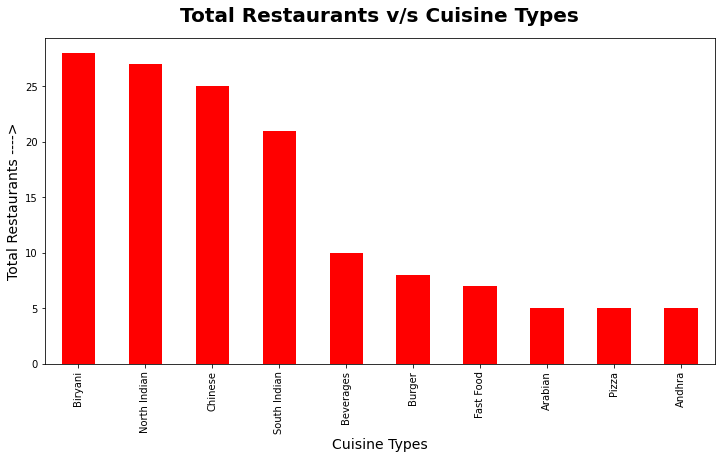 Total Restaurants v/s Cuisine Types
Total Restaurants ---->
25
20
15
10
5
0
Biryani
North Indian
Chinese
South Indian
Beverages
Burger
Fast Food
Arabian
Pizza
Andhra
Cuisine Types